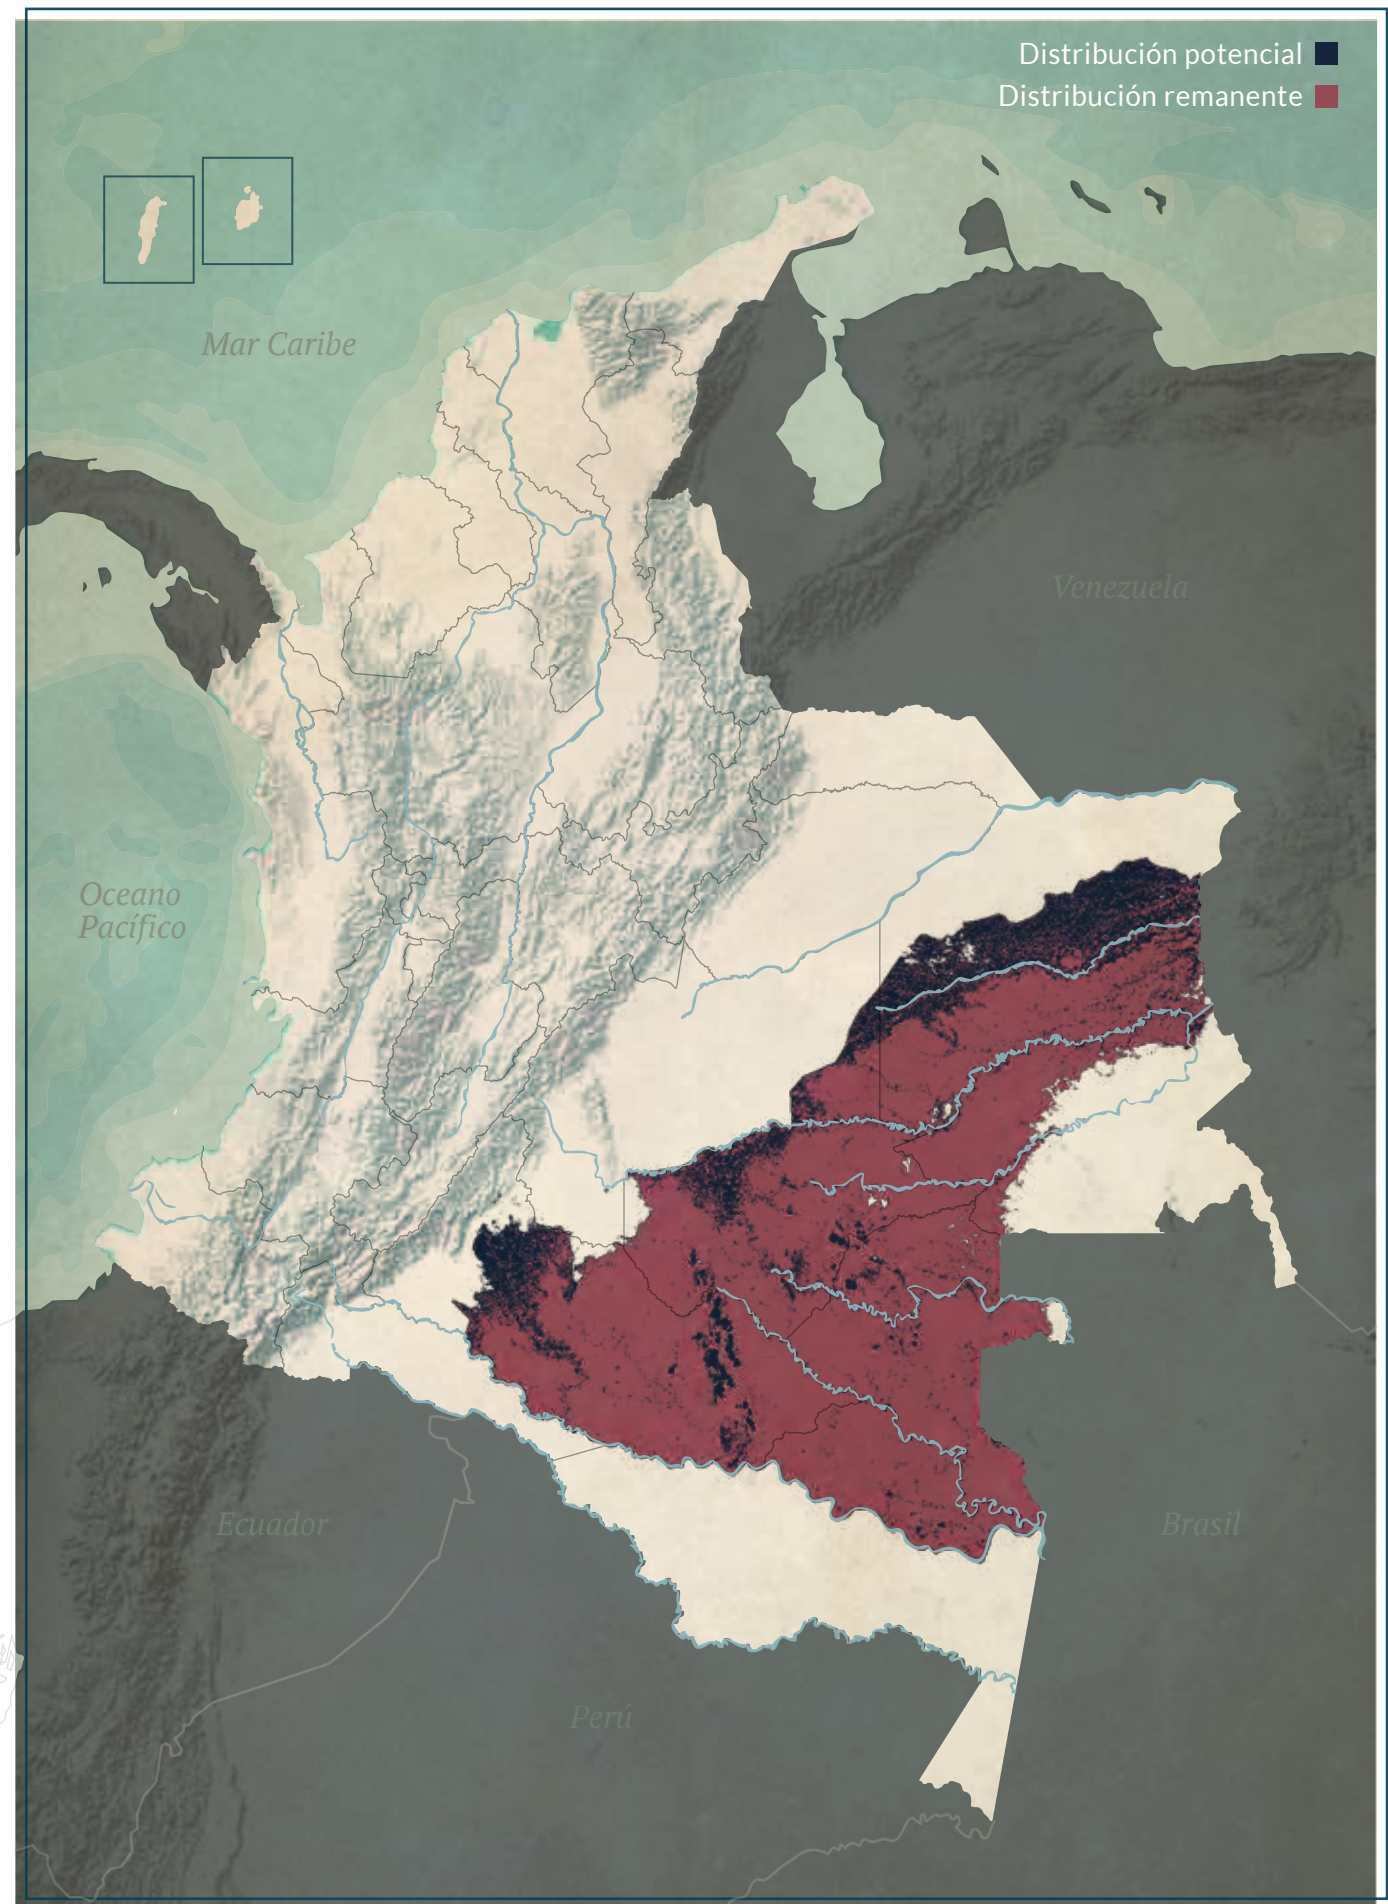 Distribución potencial
Distribución remanente
Mar Caribe
Venezuela
Oceano
Pacífico
Ecuador
Brasil
Perú